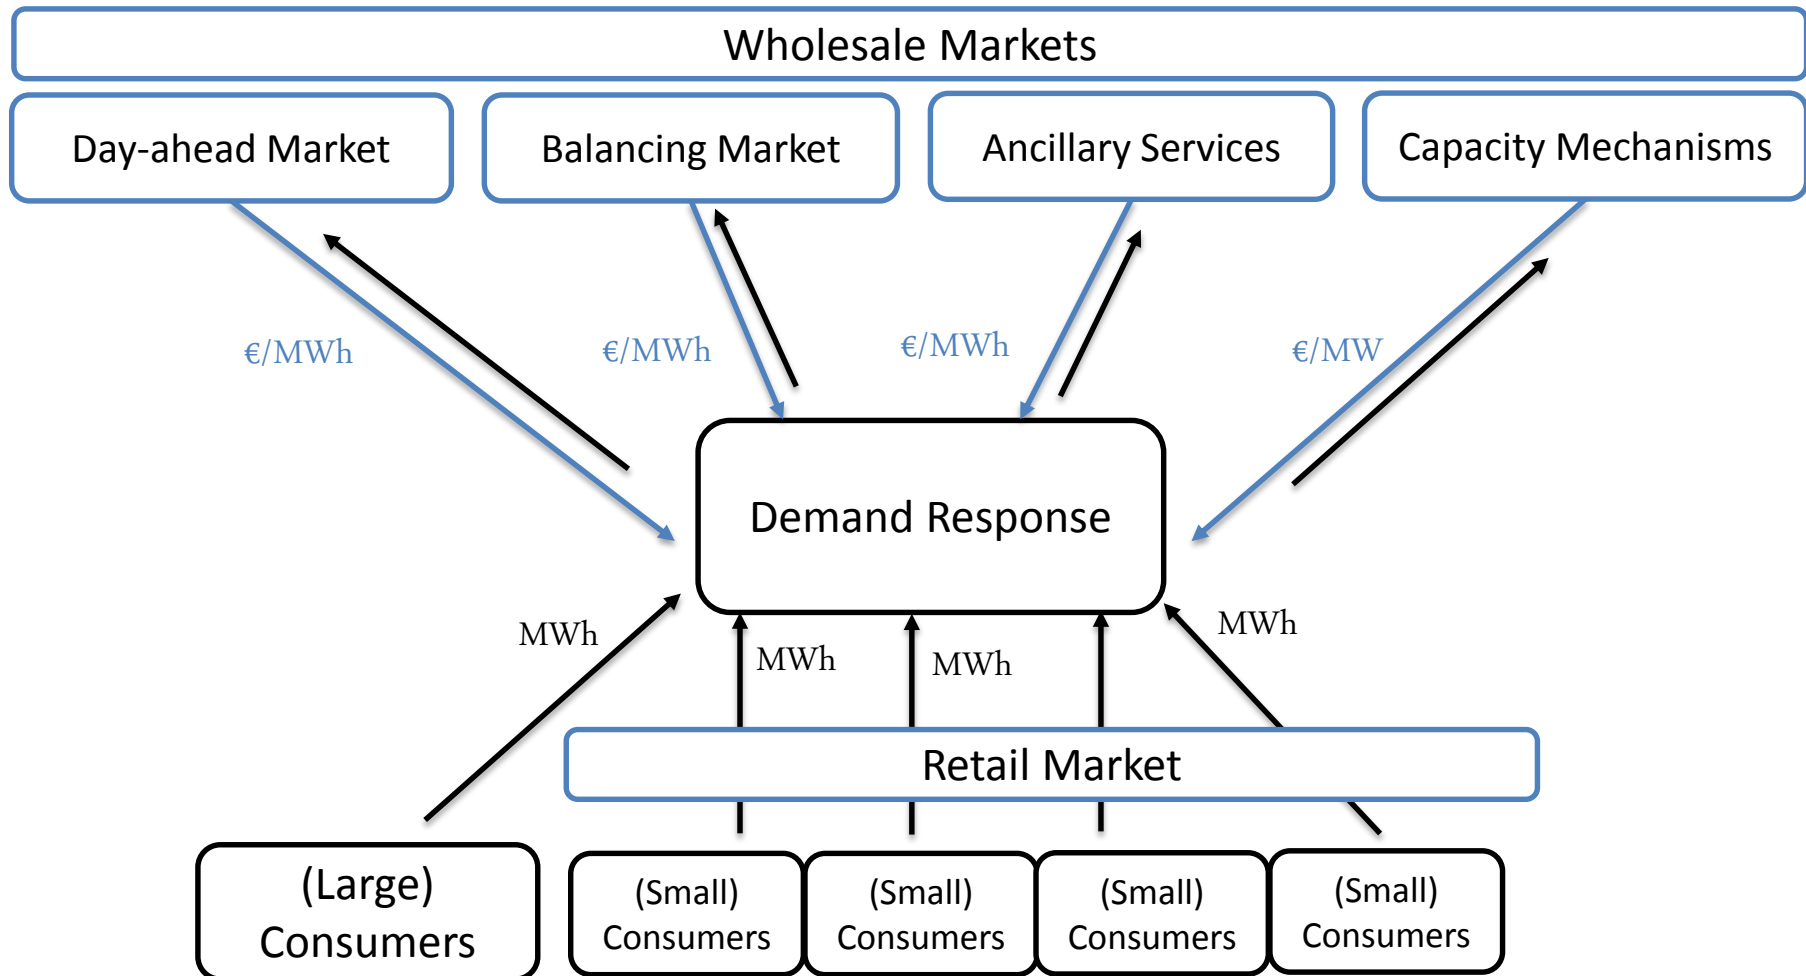 Wholesale Markets
Day-ahead Market
Balancing Market
Ancillary Services
Capacity Mechanisms
€/MWh
€/MWh
€/MWh
€/MW
Demand Response
MWh
MWh
MWh
MWh
Retail Market
(Large)
Consumers
(Small)
Consumers
(Small)
Consumers
(Small)
Consumers
(Small)
Consumers